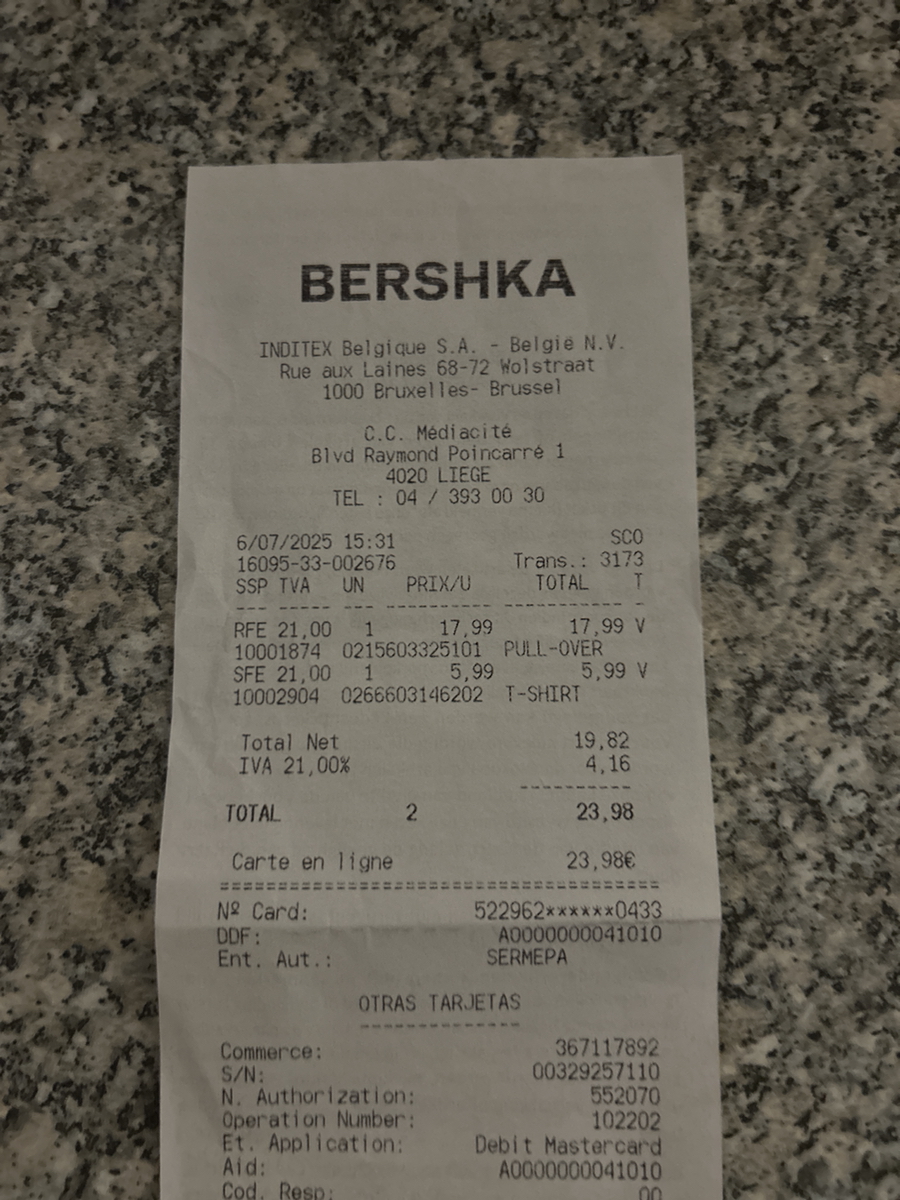 BERSHKA
INDITEX Belgique S.A. - België N.V.
Rue aux Laines 68-72 Wolstraat
1000 Bruxelles- Brussel
C.C. Médiacité
Blvd Raymond Poincarré 1
4020 LIEGE
TEL : 04 / 393 00 30
6/07/2025 15:31 SCO
16095-33-002676 Trans.: 3173
SSP TVA UN PRIX/U TOTAL T
--- ----- --- ---------- ---------- -
RFE 21,00 1 17,99 17,99 V
10001874 0215603325101 PULL-OVER
SFE 21,00 1 5,99 5,99 V
10002904 0266603146202 T-SHIRT
Total Net 19,82
IVA 21,00% 4,16
----------
TOTAL 2 23,98
Carte en ligne 23,98€
========================================
Nº Card: 522962******0433
DDF: A0000000041010
Ent. Aut.: SERMEPA
OTRAS TARJETAS
--------------
Commerce: 367117892
S/N: 00329257110
N. Authorization: 552070
Operation Number: 102202
Et. Application: Debit Mastercard
Aid: A0000000041010
Cod. Resp: 00